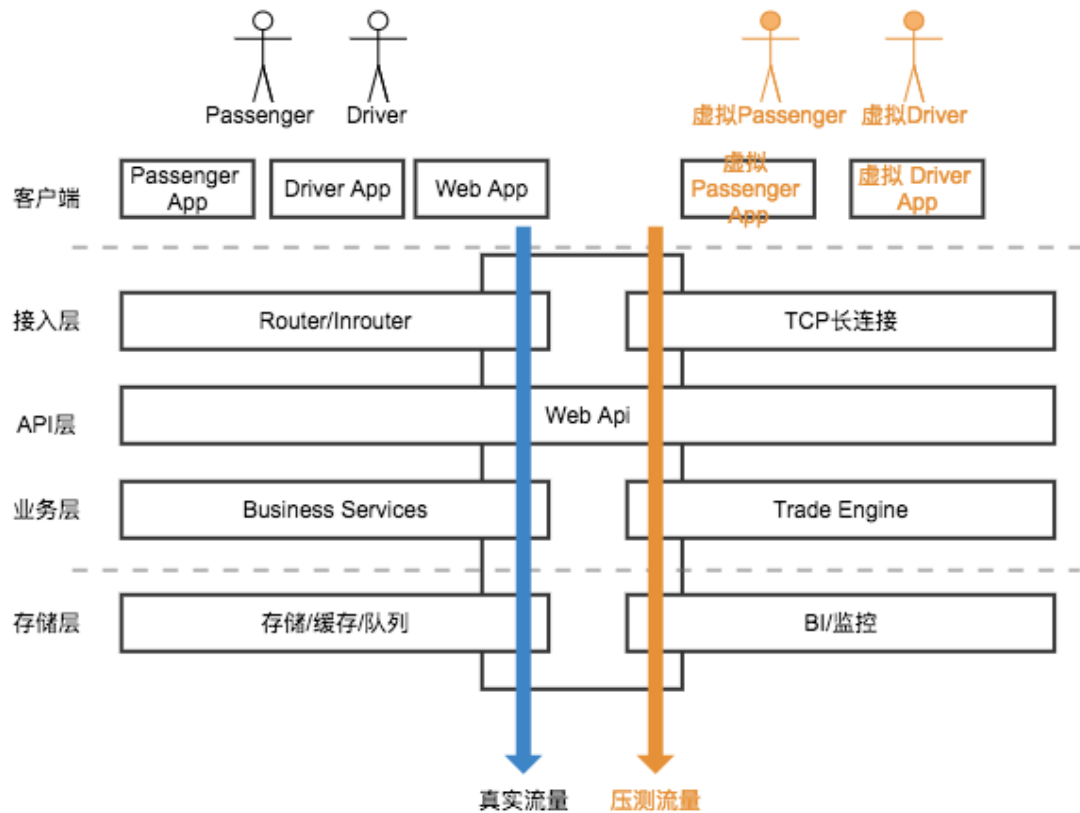 Passenger
Driver
虚拟Passenger
虚拟Driver
客户端
Passenger
App
Driver App
Web App
虚拟
Passenger
App
虚拟 Driver
App
接入层
Router/Inrouter
TCP长连接
API层
Web Api
业务层
Business Services
Trade Engine
存储层
存储/缓存/队列
BI/监控
真实流量
压测流量